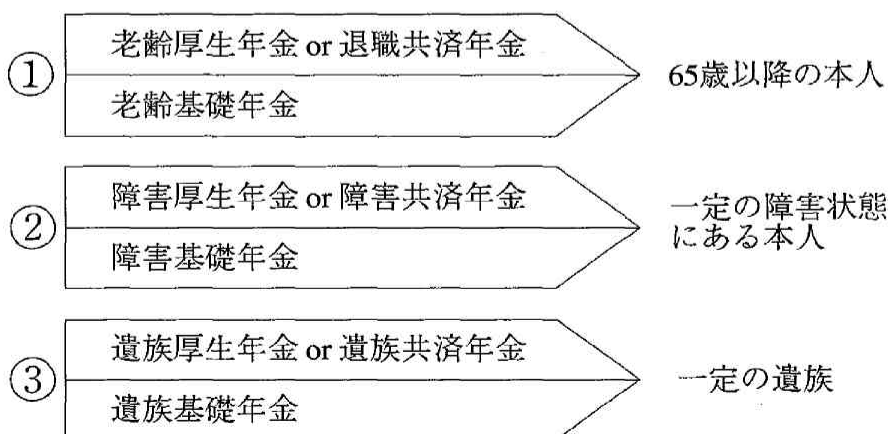 ①
老齢厚生年金 or 退職共済年金
老齢基礎年金
65歳以降の本人
②
障害厚生年金 or 障害共済年金
障害基礎年金
一定の障害状態
にある本人
③
遺族厚生年金 or 遺族共済年金
遺族基礎年金
一定の遺族